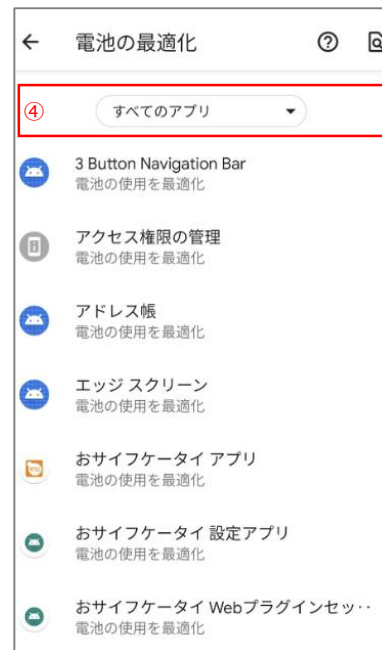 電池の最適化
④
すべてのアプリ
3 Button Navigation Bar
電池の使用を最適化
アクセス権限の管理
電池の使用を最適化
アドレス帳
電池の使用を最適化
エッジ スクリーン
電池の使用を最適化
おサイフケータイ アプリ
電池の使用を最適化
おサイフケータイ 設定アプリ
電池の使用を最適化
おサイフケータイ Webプラグインセッ‥
電池の使用を最適化